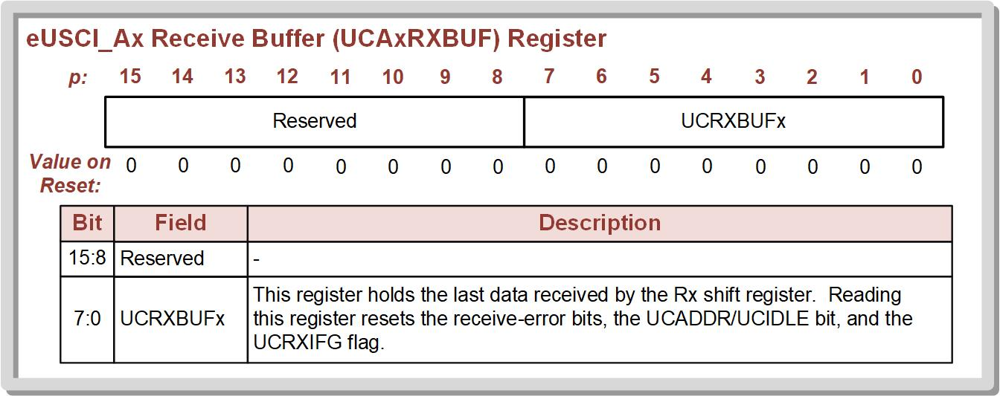 eUSCI_Ax Receive Buffer (UCAxRXBUF) Register
p: 15 14 13 12 11 10 9 8 7 6 5 4 3 2 1 0
Reserved UCRXBUFx
Value on Reset: 0 0 0 0 0 0 0 0 0 0 0 0 0 0 0 0
Bit Field Description
15:8 Reserved -
7:0 UCRXBUFx This register holds the last data received by the Rx shift register. Reading
this register resets the receive-error bits, the UCADDR/UCIDLE bit, and the
UCRXIFG flag.